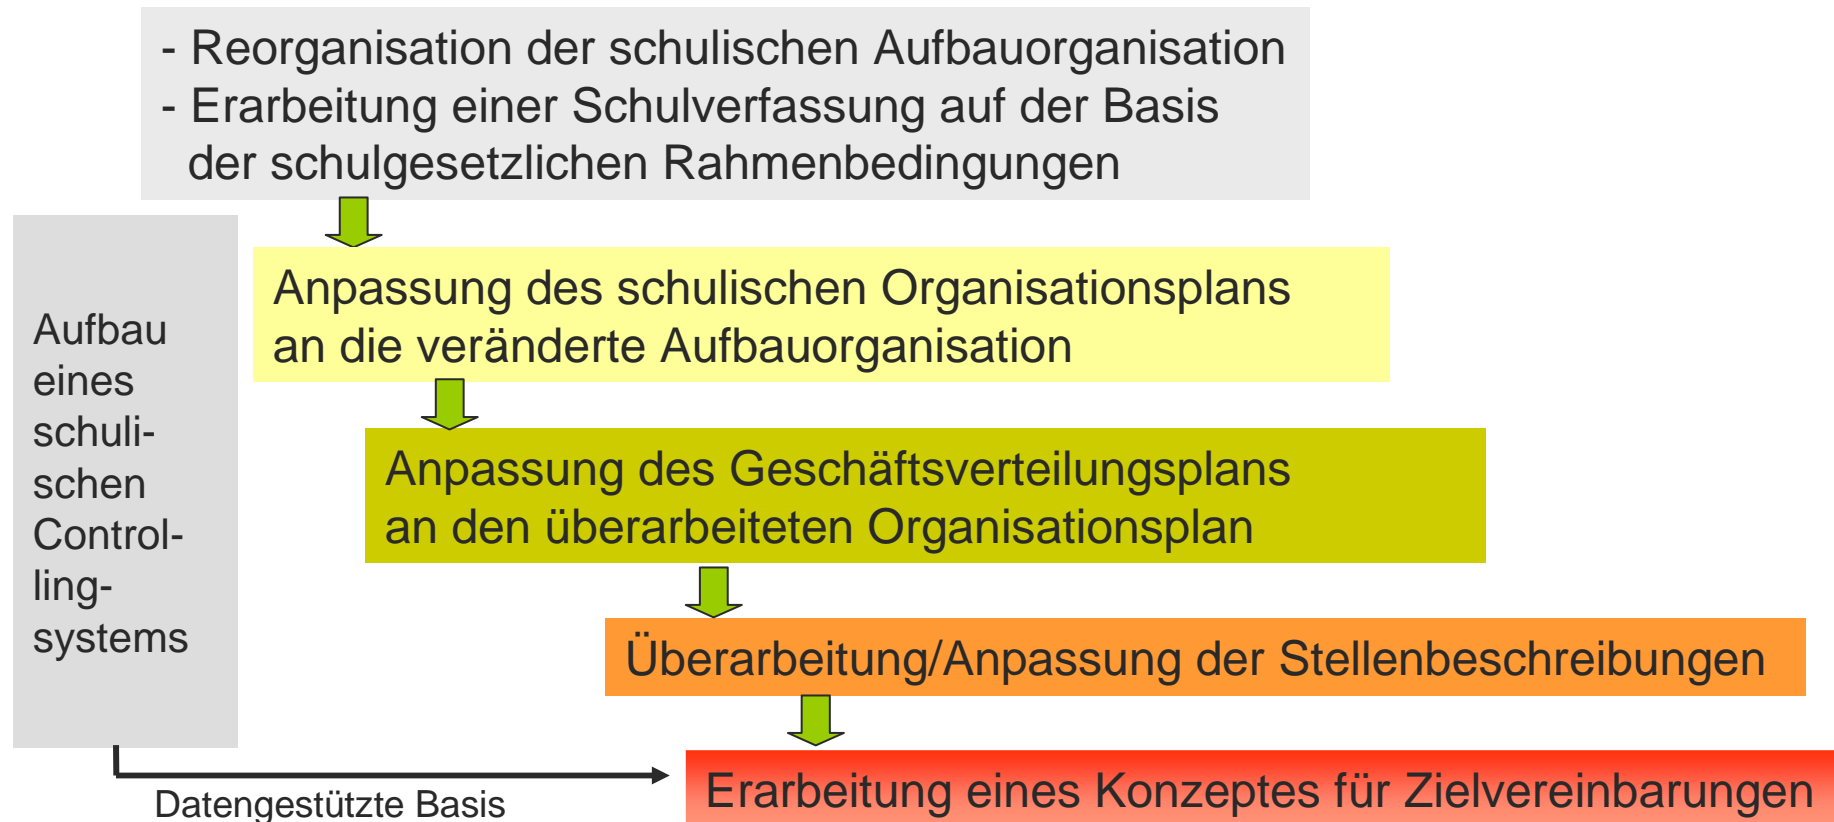 - Reorganisation der schulischen Aufbauorganisation
- Erarbeitung einer Schulverfassung auf der Basis
der schulgesetzlichen Rahmenbedingungen
Anpassung des schulischen Organisationsplans
an die veränderte Aufbauorganisation
Anpassung des Geschäftsverteilungsplans
an den überarbeiteten Organisationsplan
Überarbeitung/Anpassung der Stellenbeschreibungen
Erarbeitung eines Konzeptes für Zielvereinbarungen
Aufbau
eines
schuli-
schen
Control-
ling-
systems
Datengestützte Basis